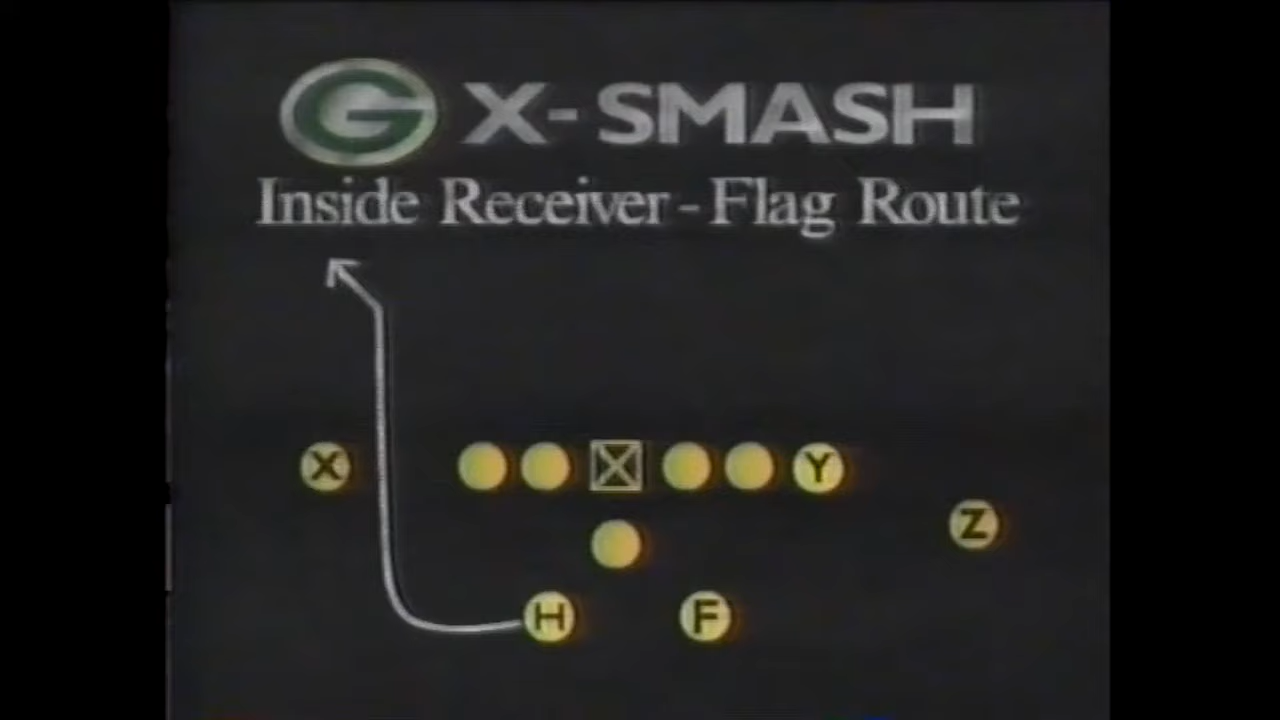 G X-SMASH
Inside Receiver - Flag Route
X X Y
Z
H F